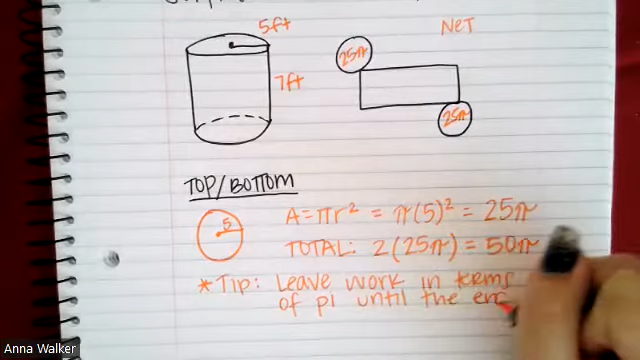 5ft
NET
25π
7ft
25π
TOP/BOTTOM
5
A=πr² = π(5)² = 25π
TOTAL: 2(25π) = 50π
*Tip: Leave work in terms
of pi until the en
Anna Walker